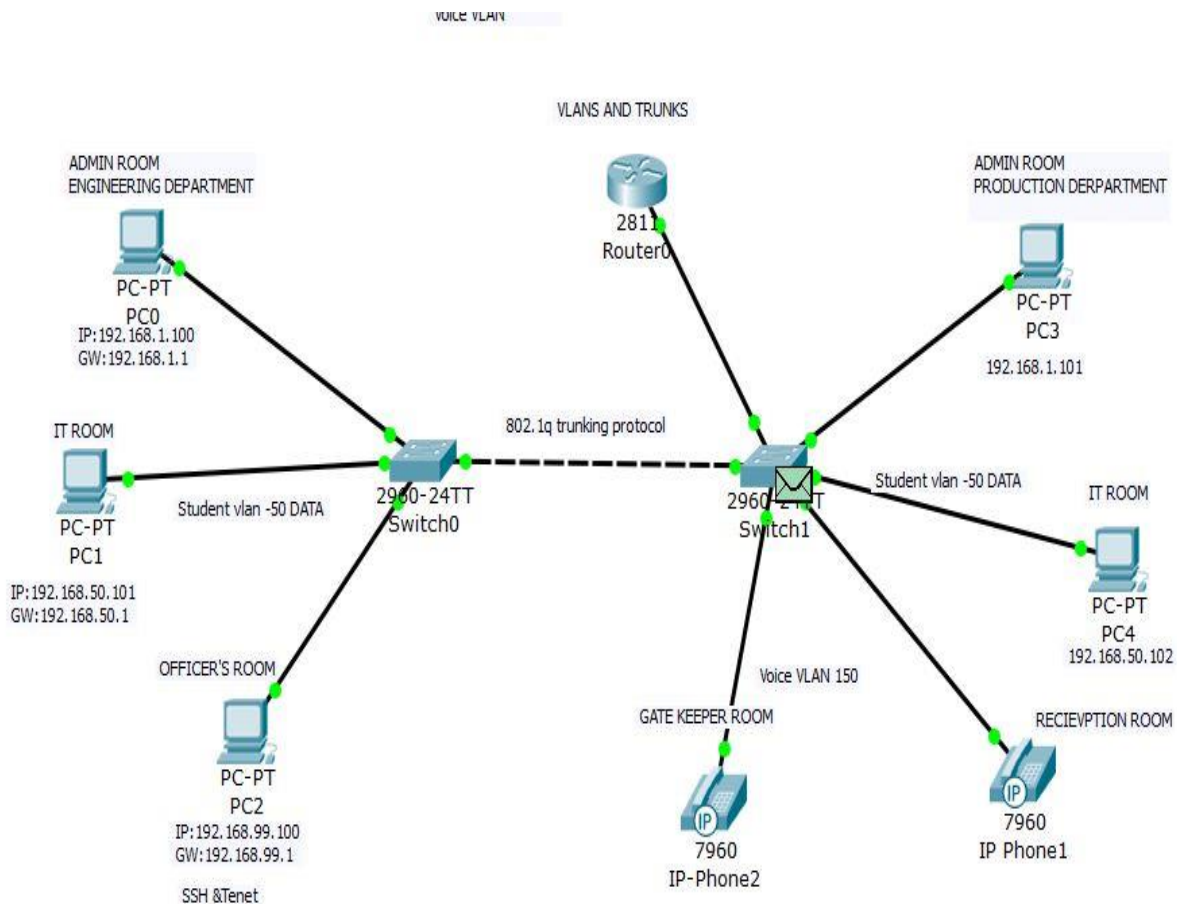 Voice VLAN
VLANS AND TRUNKS
ADMIN ROOM
ENGINEERING DEPARTMENT
ADMIN ROOM
PRODUCTION DERPARTMENT
2811
Router0
PC-PT
PC0
IP:192.168.1.100
GW:192.168.1.1
PC-PT
PC3
192.168.1.101
IT ROOM
802.1q trunking protocol
PC-PT
PC1
Student vlan -50 DATA
2960-24TT
Switch0
2960-24TT
Switch1
Student vlan -50 DATA
IT ROOM
IP:192.168.50.101
GW:192.168.50.1
PC-PT
PC4
192.168.50.102
OFFICER'S ROOM
Voice VLAN 150
GATE KEEPER ROOM
RECIEVPTION ROOM
PC-PT
PC2
IP:192.168.99.100
GW:192.168.99.1
SSH &Tenet
IP
7960
IP-Phone2
IP
7960
IP Phone1